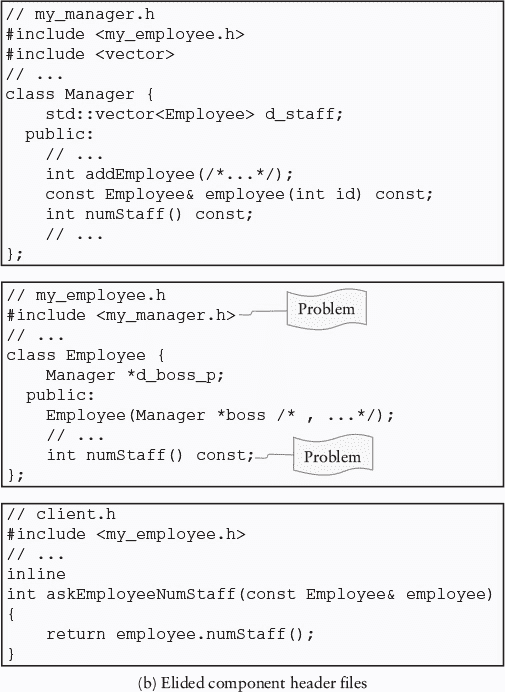 // my_manager.h
#include <my_employee.h>
#include <vector>
// ...
class Manager {
    std::vector<Employee> d_staff;
  public:
    // ...
    int addEmployee(/*...*/);
    const Employee& employee(int id) const;
    int numStaff() const;
    // ...
};
// my_employee.h
#include <my_manager.h> Problem
// ...
class Employee {
    Manager *d_boss_p;
  public:
    Employee(Manager *boss /* , ...*/);
    // ...
    int numStaff() const; Problem
};
// client.h
#include <my_employee.h>
// ...
inline
int askEmployeeNumStaff(const Employee& employee)
{
    return employee.numStaff();
}
(b) Elided component header files